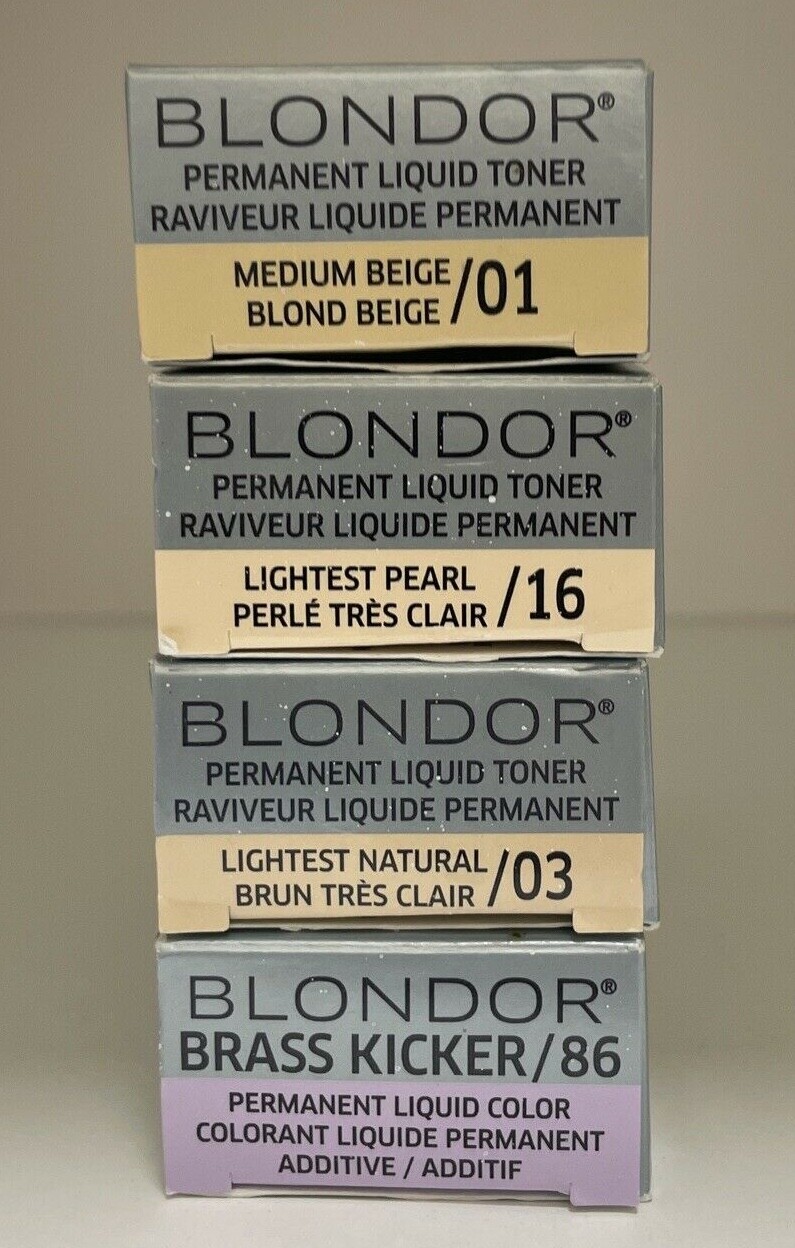 BLONDOR®
PERMANENT LIQUID TONER
RAVIVEUR LIQUIDE PERMANENT
MEDIUM BEIGE
BLOND BEIGE /01
BLONDOR®
PERMANENT LIQUID TONER
RAVIVEUR LIQUIDE PERMANENT
LIGHTEST PEARL
PERLÉ TRÈS CLAIR /16
BLONDOR®
PERMANENT LIQUID TONER
RAVIVEUR LIQUIDE PERMANENT
LIGHTEST NATURAL
BRUN TRÈS CLAIR /03
BLONDOR®
BRASS KICKER/86
PERMANENT LIQUID COLOR
COLORANT LIQUIDE PERMANENT
ADDITIVE / ADDITIF